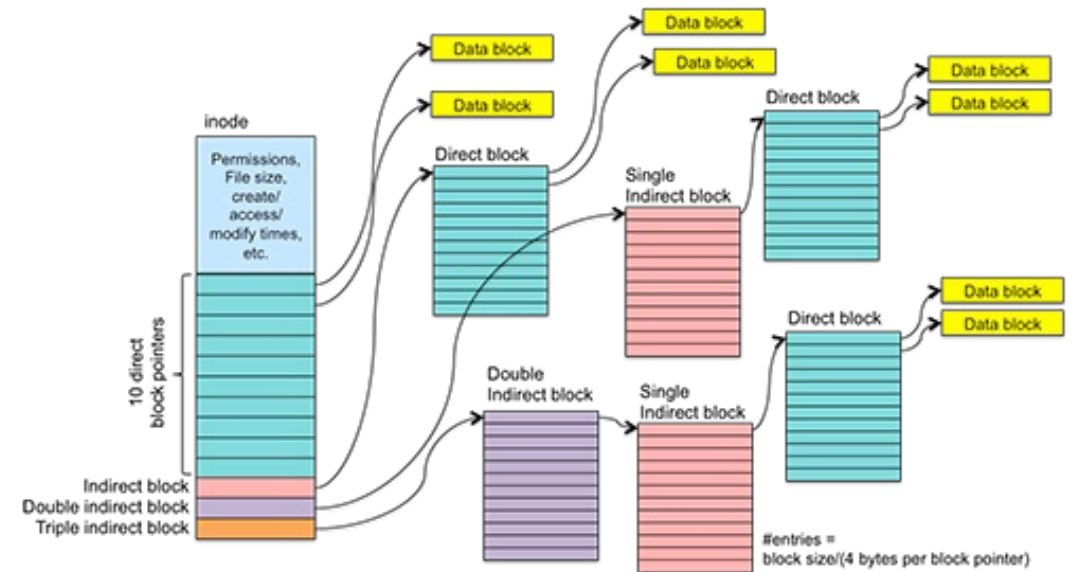 inode
Permissions,
File size,
create/
access/
modify times,
etc.
10 direct
block pointers
Indirect block
Double indirect block
Triple indirect block
Data block
Data block
Direct block
Data block
Data block
Single
Indirect block
Direct block
Data block
Data block
Double
Indirect block
Single
Indirect block
Direct block
Data block
Data block
#entries =
block size/(4 bytes per block pointer)